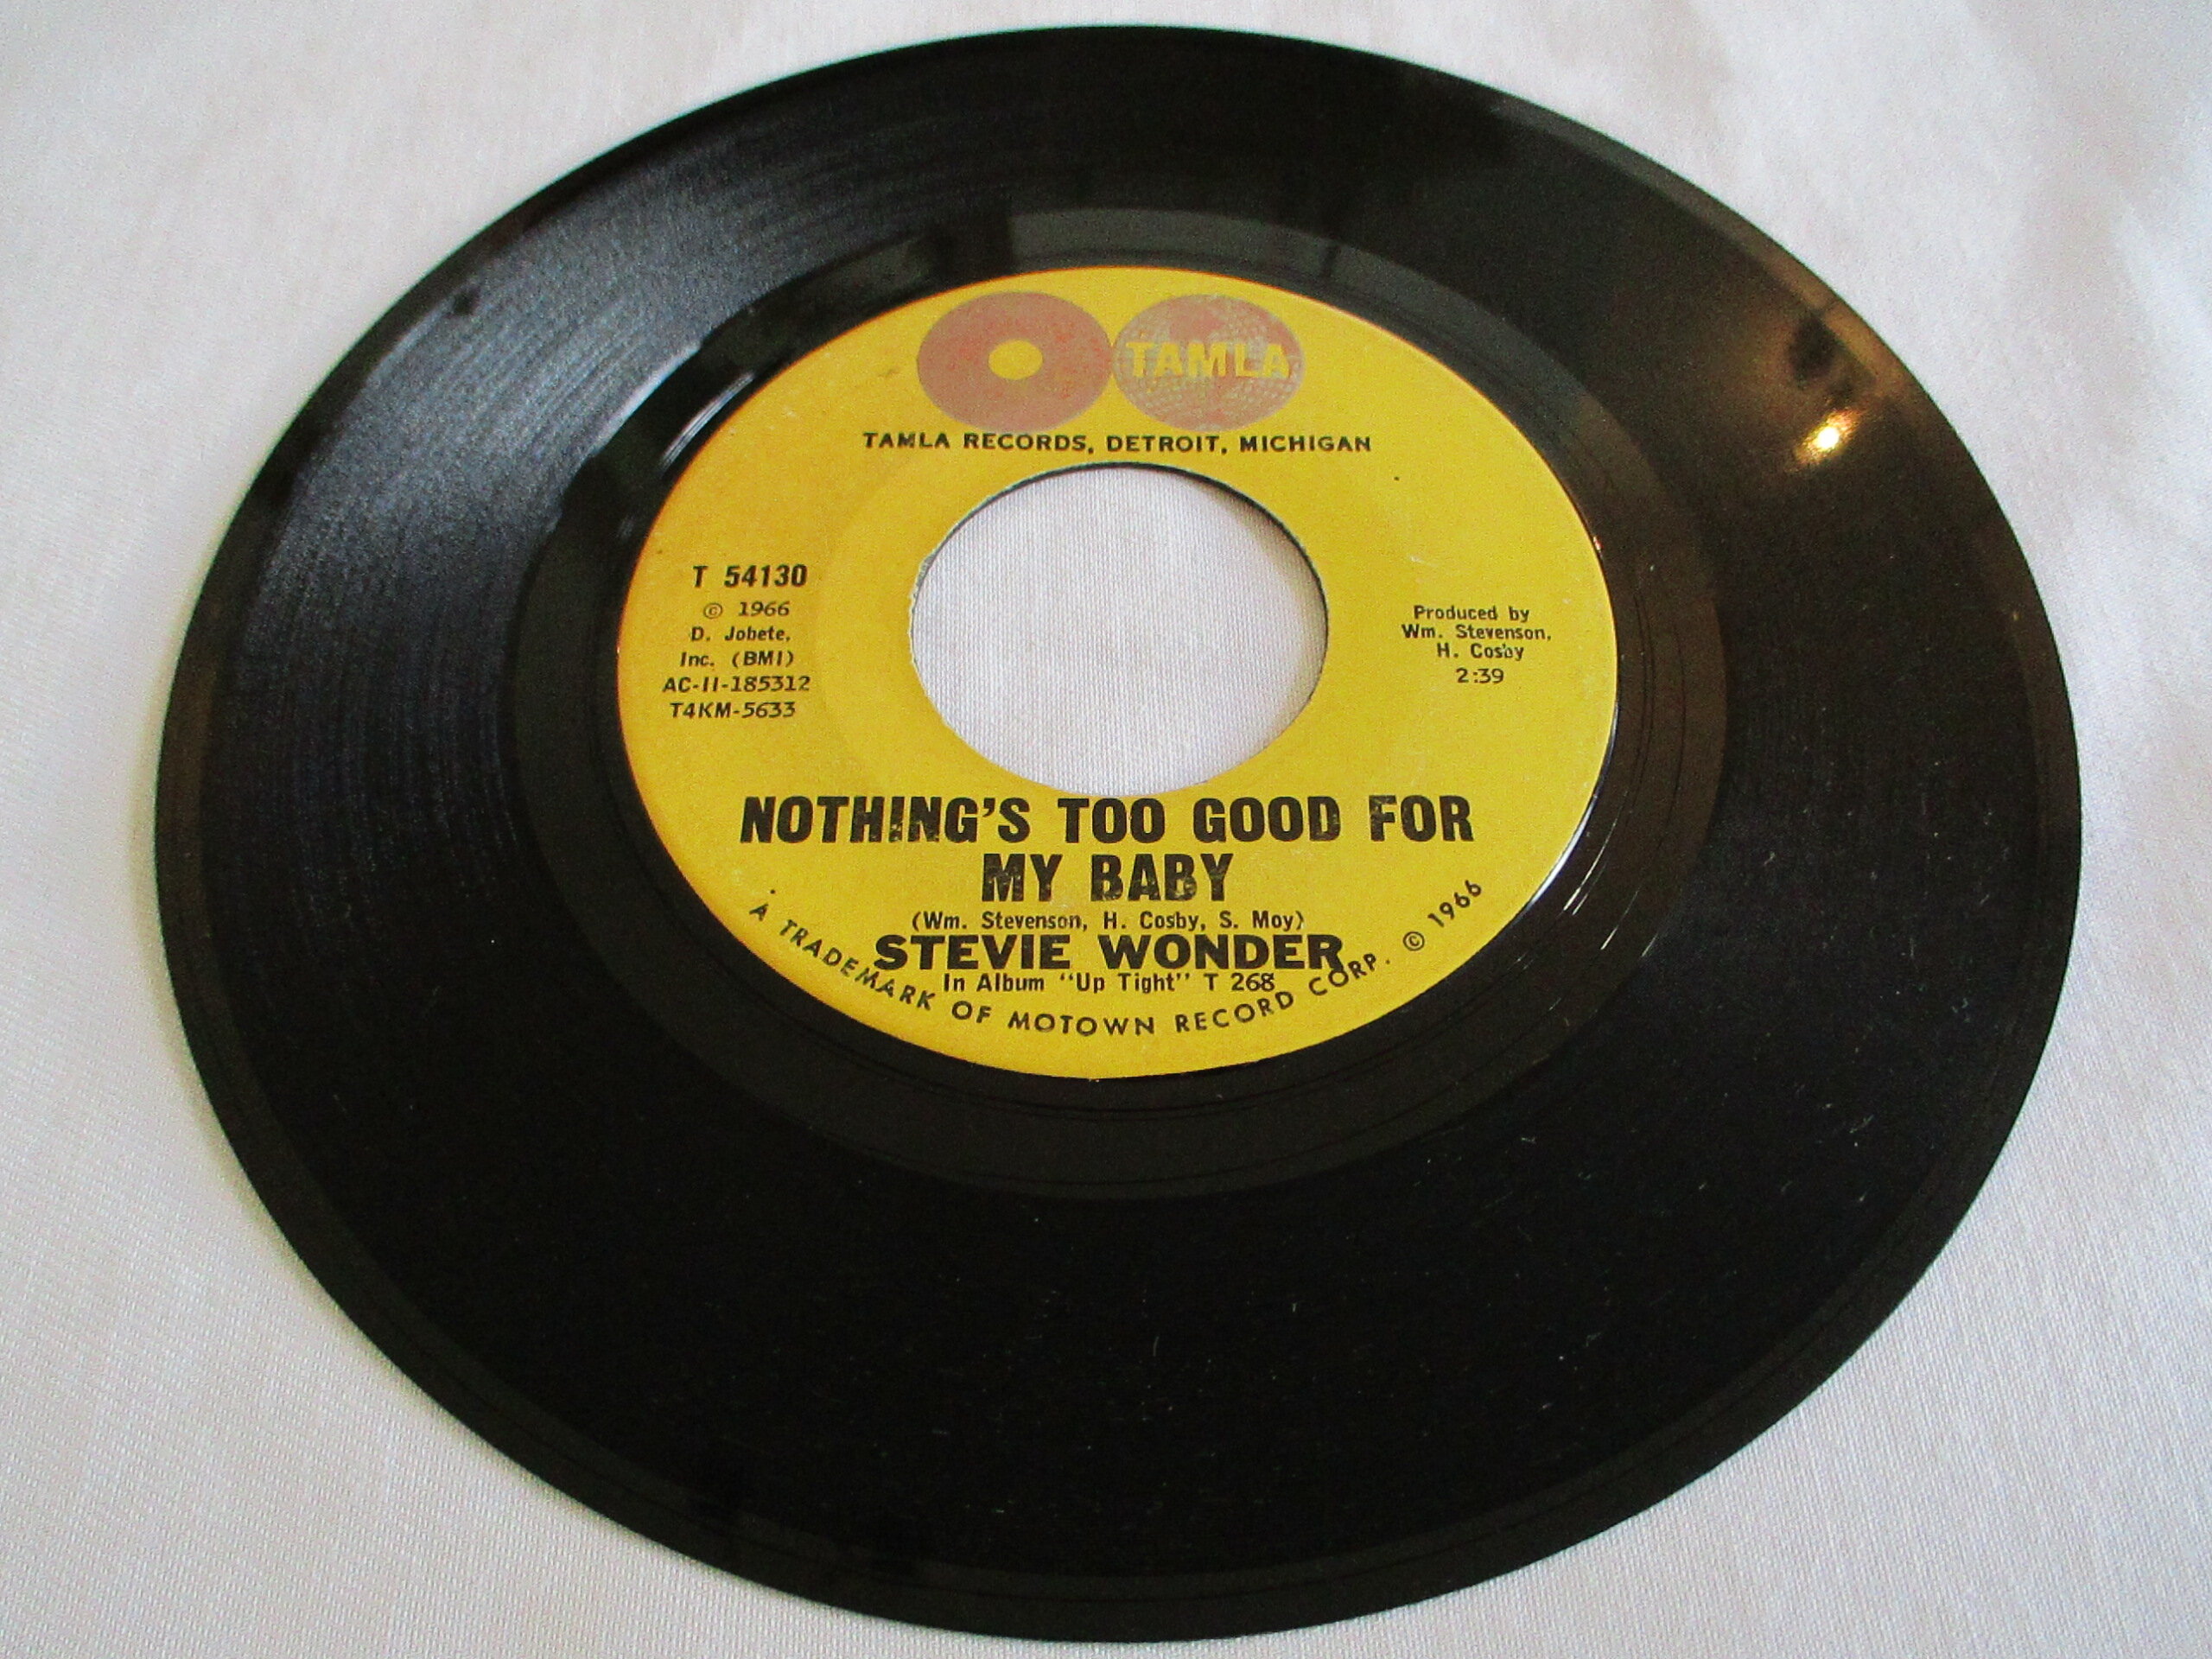 TAMLA
TAMLA RECORDS, DETROIT, MICHIGAN
T 54130
© 1966
D. Jobete,
Inc. (BMI)
AC-II-185312
T4KM-5633
Produced by
Wm. Stevenson,
H. Cosby
2:39
NOTHING'S TOO GOOD FOR
MY BABY
(Wm. Stevenson, H. Cosby, S. Moy)
STEVIE WONDER
In Album "Up Tight" T 268
A TRADEMARK OF MOTOWN RECORD CORP. © 1966